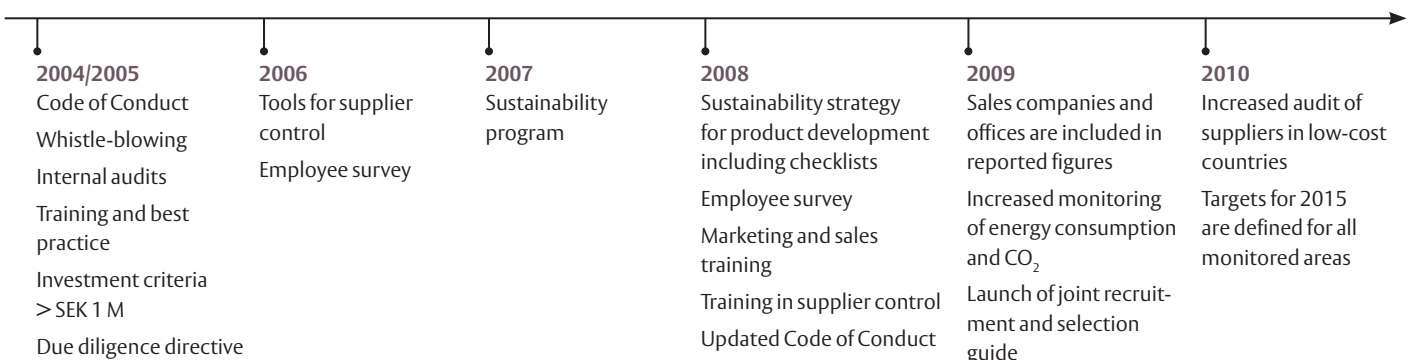 2004/2005
Code of Conduct
Whistle-blowing
Internal audits
Training and best
practice
Investment criteria
> SEK 1 M
Due diligence directive
2006
Tools for supplier
control
Employee survey
2007
Sustainability
program
2008
Sustainability strategy
for product development
including checklists
Employee survey
Marketing and sales
training
Training in supplier control
Updated Code of Conduct
2009
Sales companies and
offices are included in
reported figures
Increased monitoring
of energy consumption
and CO₂
Launch of joint recruit-
ment and selection
guide
2010
Increased audit of
suppliers in low-cost
countries
Targets for 2015
are defined for all
monitored areas